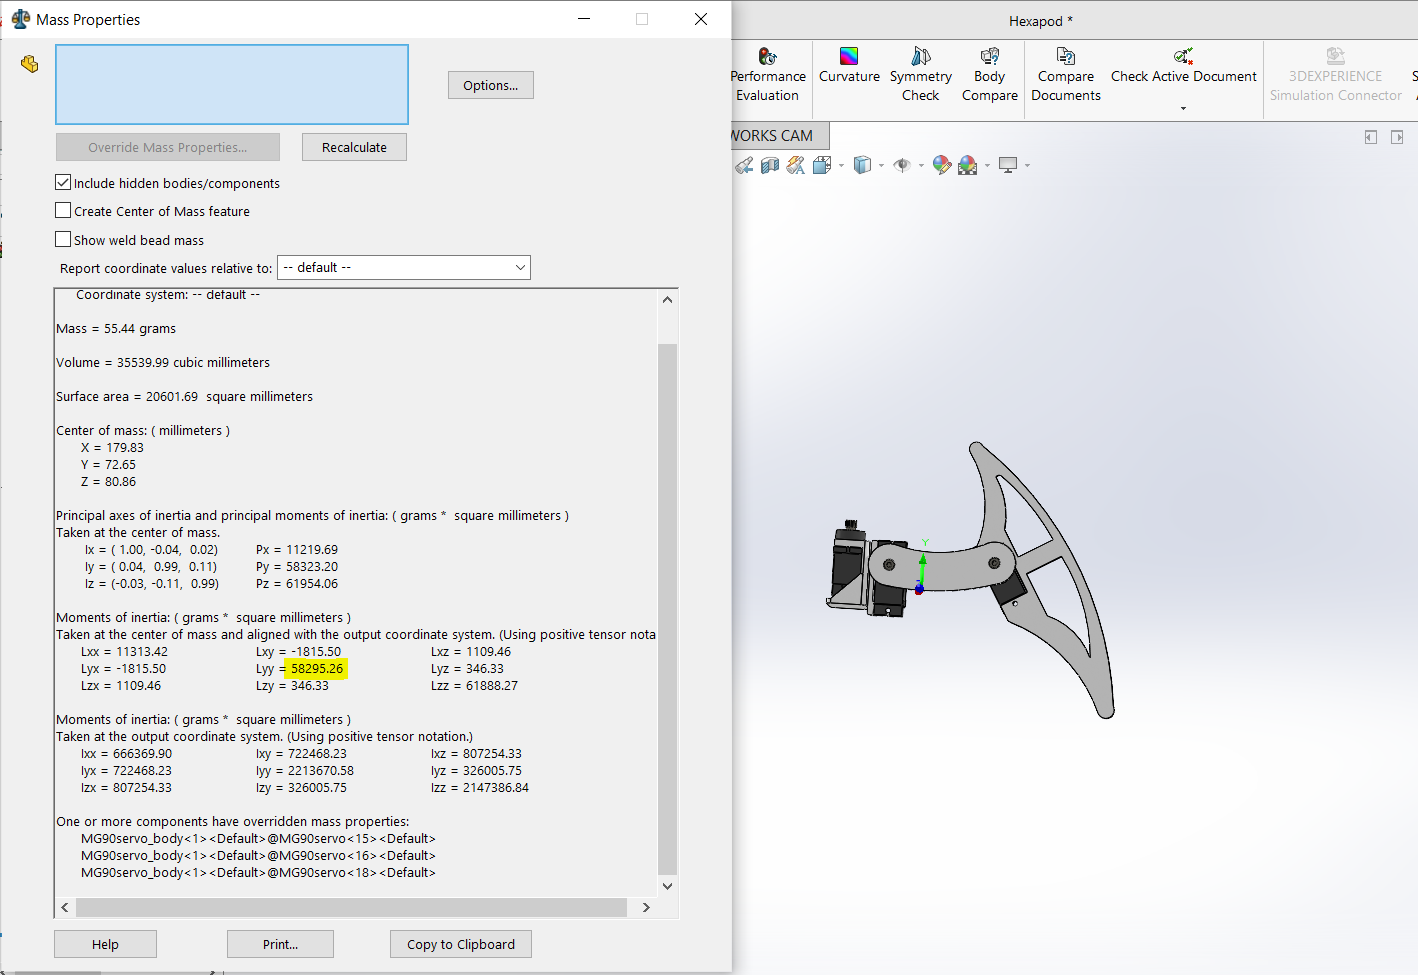 Mass Properties
Hexapod *
Options...
Override Mass Properties...
Recalculate
Include hidden bodies/components
Create Center of Mass feature
Show weld bead mass
Report coordinate values relative to: -- default --
Coordinate system: -- default --
Mass = 55.44 grams
Volume = 35539.99 cubic millimeters
Surface area = 20601.69 square millimeters
Center of mass: ( millimeters )
X = 179.83
Y = 72.65
Z = 80.86
Principal axes of inertia and principal moments of inertia: ( grams * square millimeters )
Taken at the center of mass.
Ix = ( 1.00, -0.04, 0.02) Px = 11219.69
Iy = ( 0.04, 0.99, 0.11) Py = 58323.20
Iz = (-0.03, -0.11, 0.99) Pz = 61954.06
Moments of inertia: ( grams * square millimeters )
Taken at the center of mass and aligned with the output coordinate system. (Using positive tensor nota
Lxx = 11313.42 Lxy = -1815.50 Lxz = 1109.46
Lyx = -1815.50 Lyy = 58295.26 Lyz = 346.33
Lzx = 1109.46 Lzy = 346.33 Lzz = 61888.27
Moments of inertia: ( grams * square millimeters )
Taken at the output coordinate system. (Using positive tensor notation.)
Ixx = 666369.90 Ixy = 722468.23 Ixz = 807254.33
Iyx = 722468.23 Iyy = 2213670.58 Iyz = 326005.75
Izx = 807254.33 Izy = 326005.75 Izz = 2147386.84
One or more components have overridden mass properties:
MG90servo_body<1><Default>@MG90servo<15><Default>
MG90servo_body<1><Default>@MG90servo<16><Default>
MG90servo_body<1><Default>@MG90servo<18><Default>
Help
Print...
Copy to Clipboard
Performance
Evaluation
Curvature
Symmetry
Check
Body
Compare
Compare
Documents
Check Active Document
3DEXPERIENCE
Simulation Connector
WORKS CAM
Y